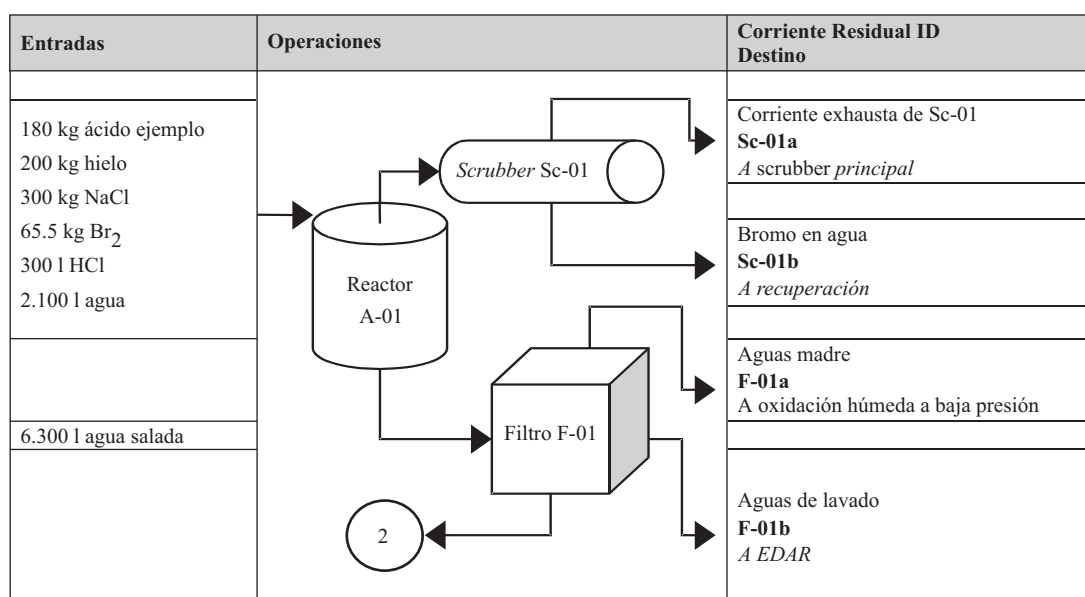 Entradas
Operaciones
Corriente Residual ID
Destino
180 kg ácido ejemplo
200 kg hielo
300 kg NaCl
65.5 kg Br2
300 l HCl
2.100 l agua
6.300 l agua salada
Scrubber Sc-01
Reactor
A-01
Filtro F-01
2
Corriente exhausta de Sc-01
Sc-01a
A scrubber principal
Bromo en agua
Sc-01b
A recuperación
Aguas madre
F-01a
A oxidación húmeda a baja presión
Aguas de lavado
F-01b
A EDAR